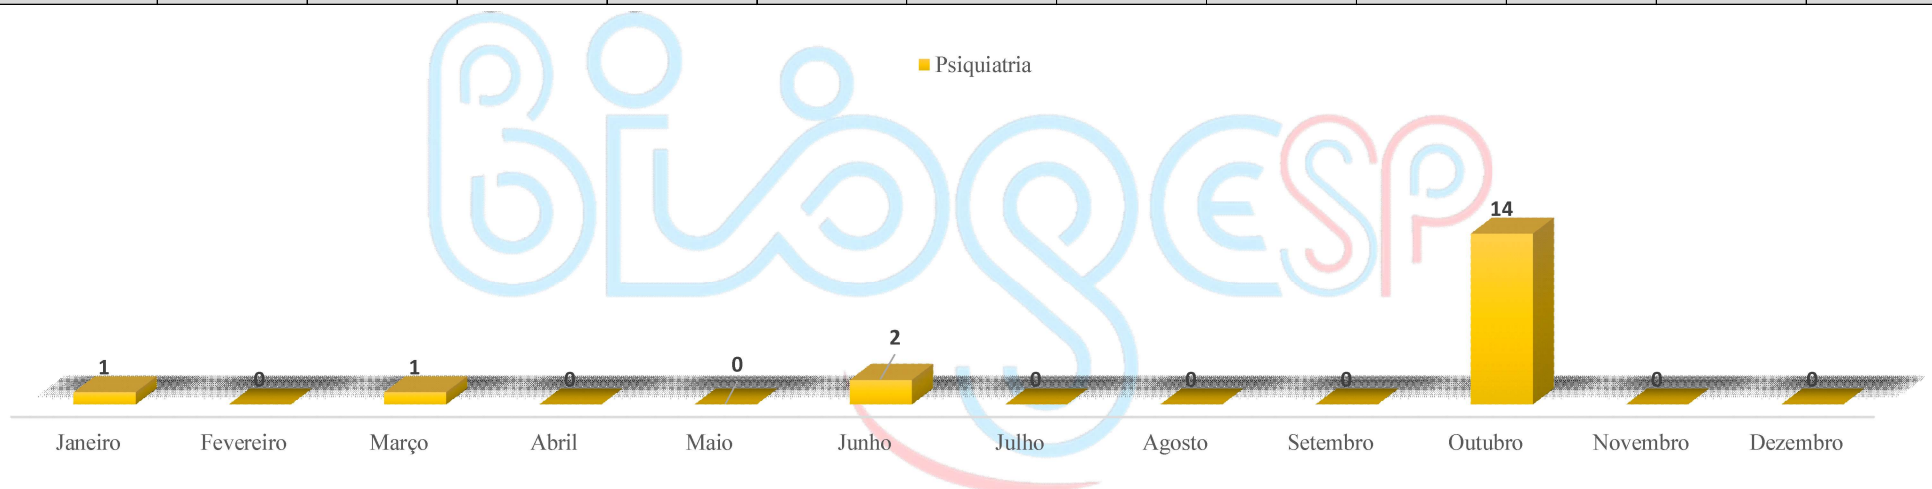 BiogeSP
Psiquiatria
14
2
1 0 1 0 0 0 0 0 0 0
Janeiro Fevereiro Março Abril Maio Junho Julho Agosto Setembro Outubro Novembro Dezembro